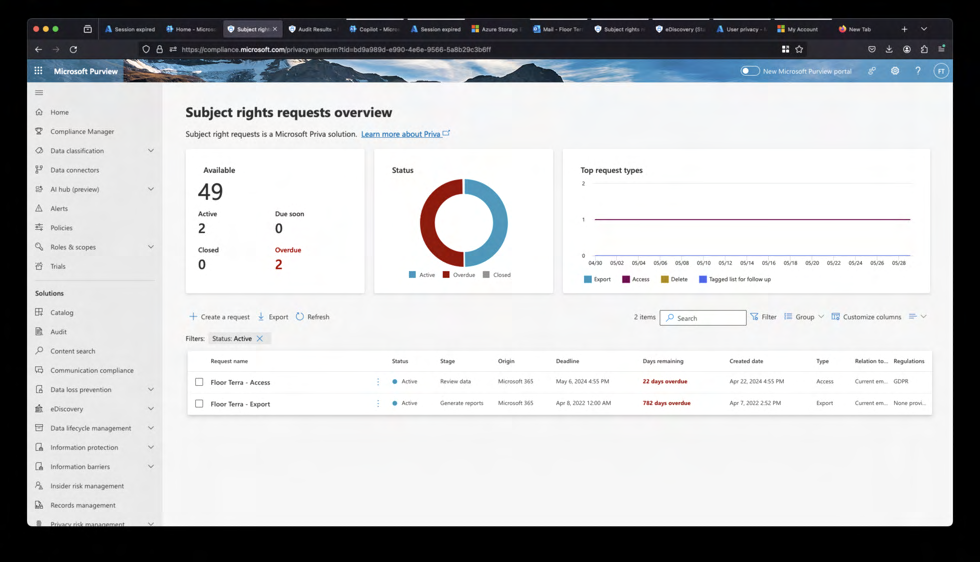 Session expired
Home - Micros
Subject righ
Audit Results -
Copilot - Micro
Session expired
Azure Storage
Mail - Floor Terr
Subject rights r
eDiscovery (St
User privacy -
My Account
New Tab
Microsoft Purview
New Microsoft Purview portal
?
FT
Home
Compliance Manager
Data classification
Data connectors
AI hub (preview)
Alerts
Policies
Roles & scopes
Trials
Solutions
Catalog
Audit
Content search
Communication compliance
Data loss prevention
eDiscovery
Data lifecycle management
Information protection
Information barriers
Insider risk management
Records management
Privacy risk management
Subject rights requests overview
Subject right requests is a Microsoft Priva solution. Learn more about Priva
Available
49
Active
2
Due soon
0
Closed
0
Overdue
2
Status
Active Overdue Closed
Top request types
2
1
0
04/30 05/02 05/04 05/06 05/08 05/10 05/12 05/14 05/16 05/18 05/20 05/22 05/24 05/26 05/28
Export Access Delete Tagged list for follow up
Create a request Export Refresh
2 items Search Filter Group Customize columns
Filters: Status: Active
Request name Status Stage Origin Deadline Days remaining Created date Type Relation to... Regulations
Floor Terra - Access Active Review data Microsoft 365 May 6, 2024 4:55 PM 22 days overdue Apr 22, 2024 4:55 PM Access Current em... GDPR
Floor Terra - Export Active Generate reports Microsoft 365 Apr 8, 2022 12:00 AM 782 days overdue Apr 7, 2022 2:52 PM Export Current em... None provi...